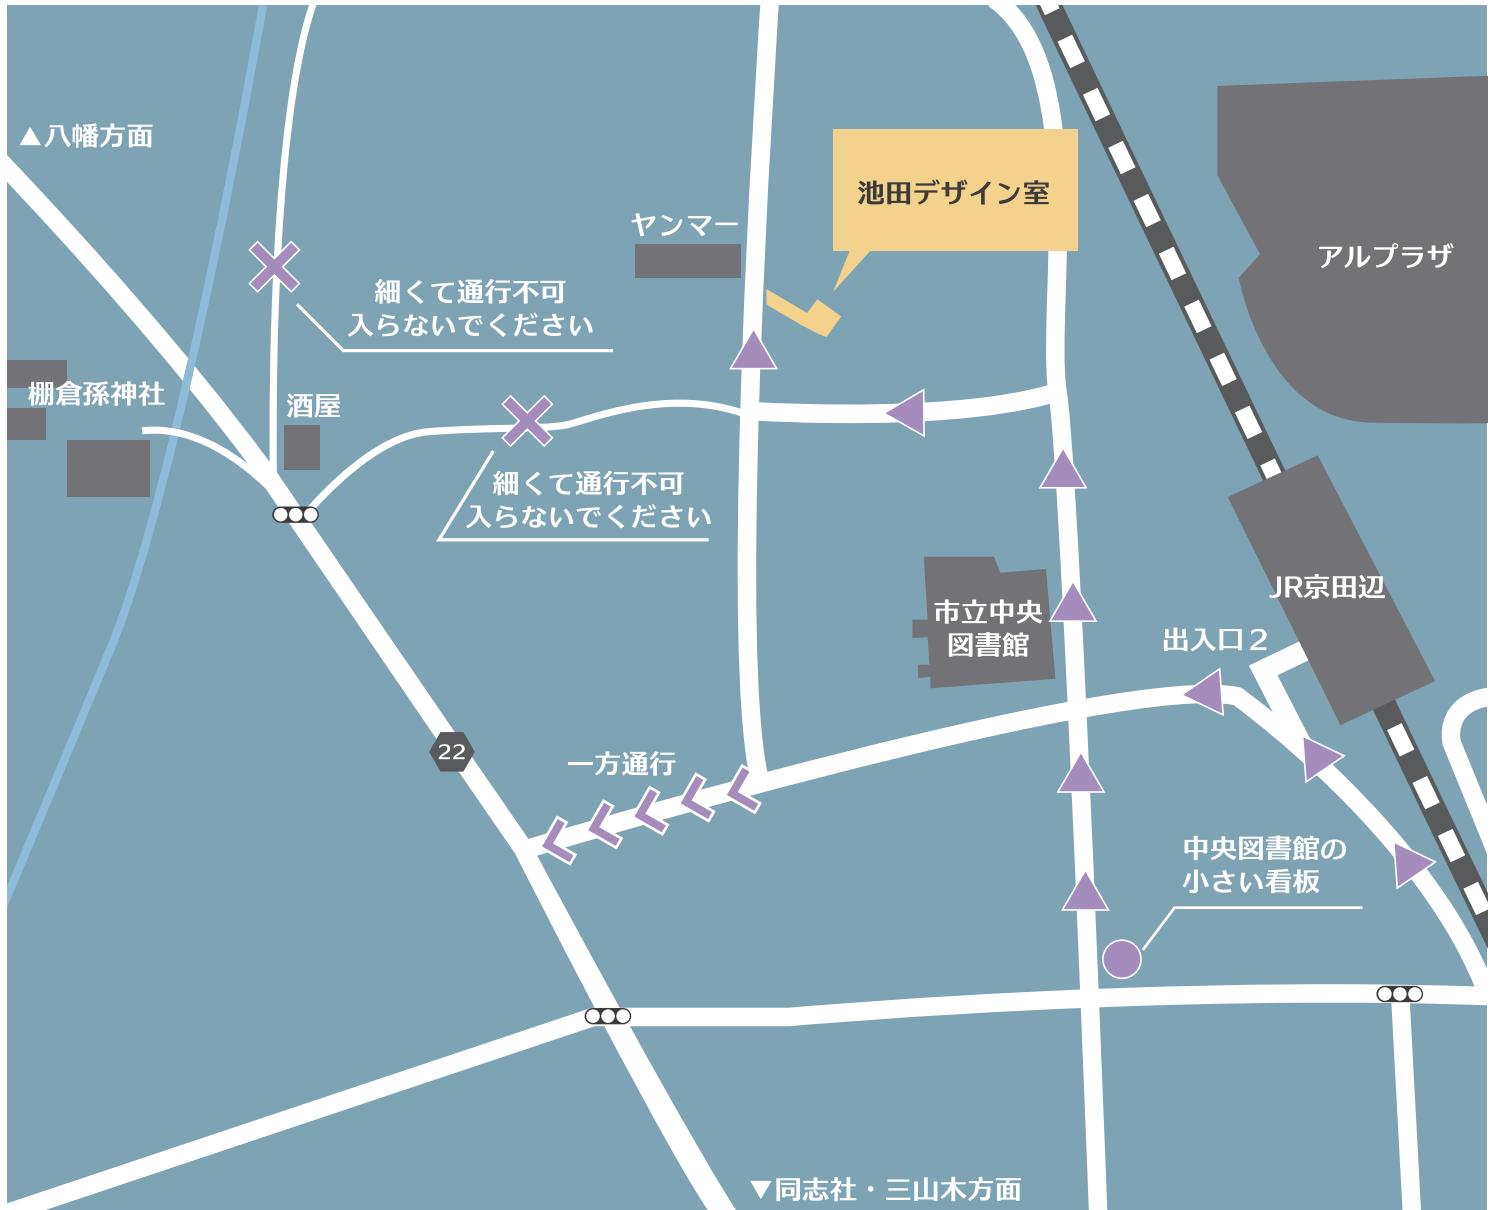 ▲八幡方面
池田デザイン室
ヤンマー
アルプラザ
細くて通行不可
入らないでください
棚倉孫神社
酒屋
細くて通行不可
入らないでください
JR京田辺
市立中央
図書館
出入口2
22
一方通行
中央図書館の
小さい看板
▼同志社・三山木方面